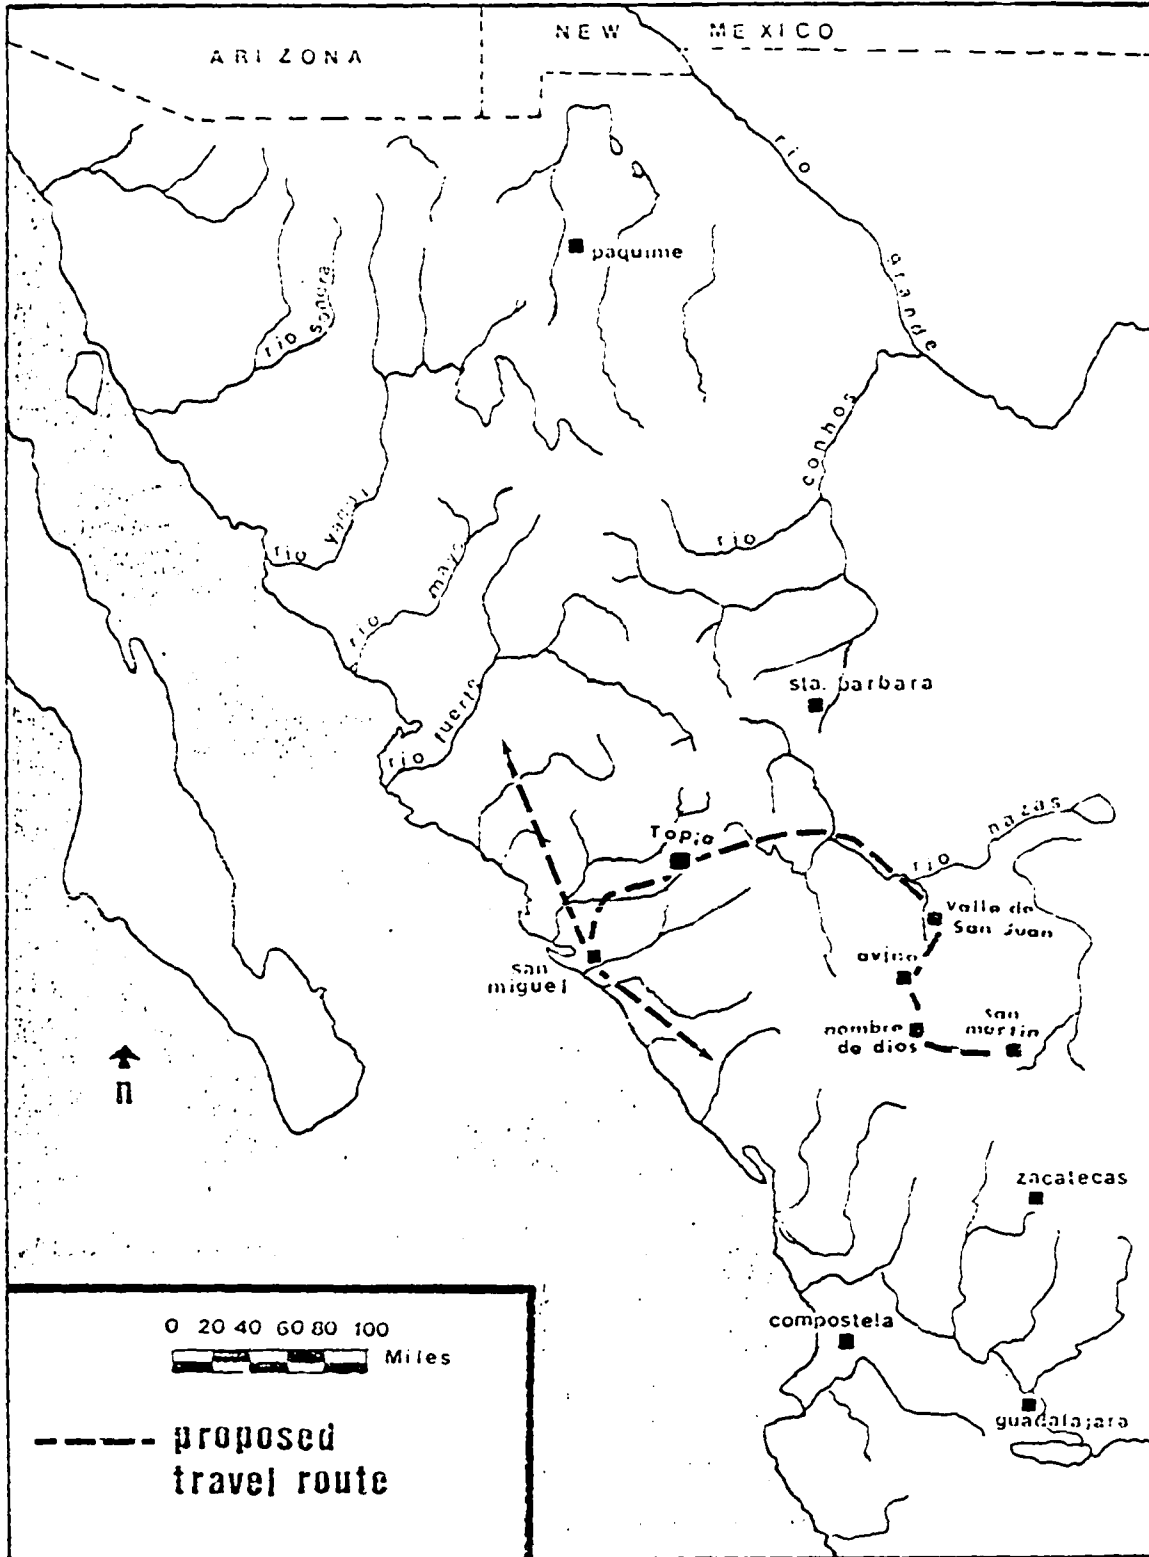 ARIZONA
NEW MEXICO
rio grande
paquime
rio sonora
rio conhos
rio yaqui
rio mayo
rio fuerte
sta. barbara
rio nazas
Topia
Valle de
San Juan
avino
san
miguel
nombre
de dios
san
martin
n
zacatecas
compostela
guadalajara
0 20 40 60 80 100
Miles
proposed
travel route